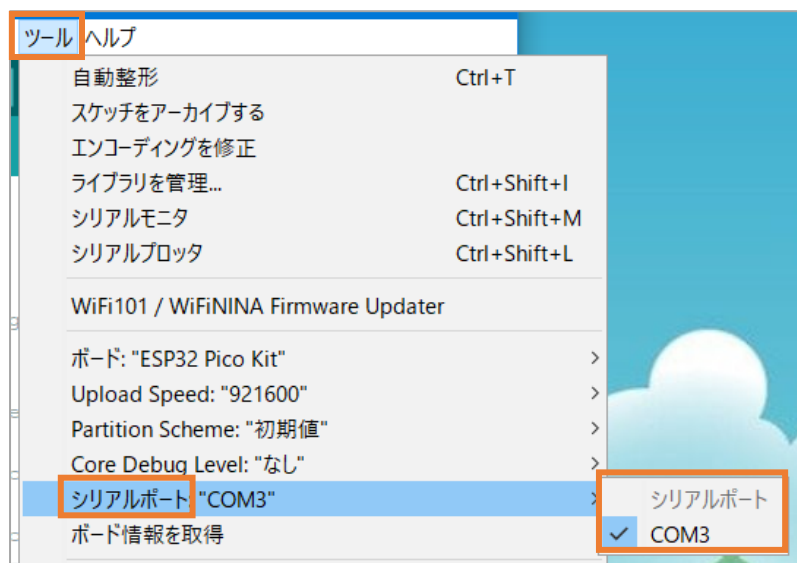 ツール ヘルプ
自動整形 Ctrl+T
スケッチをアーカイブする
エンコーディングを修正
ライブラリを管理... Ctrl+Shift+I
シリアルモニタ Ctrl+Shift+M
シリアルプロッタ Ctrl+Shift+L
WiFi101 / WiFiNINA Firmware Updater
ボード: "ESP32 Pico Kit"
Upload Speed: "921600"
Partition Scheme: "初期値"
Core Debug Level: "なし"
シリアルポート: "COM3"
シリアルポート
ボード情報を取得
COM3